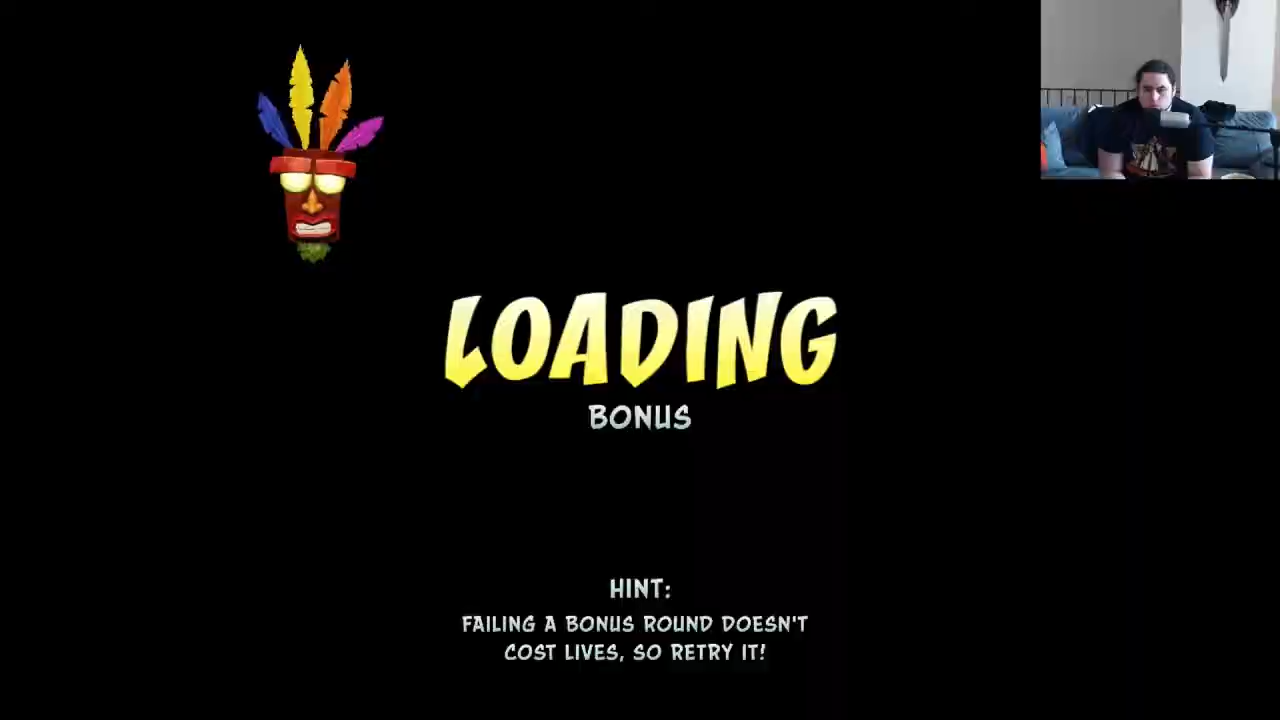 LOADING
BONUS
HINT:
FAILING A BONUS ROUND DOESN'T
COST LIVES, SO RETRY IT!